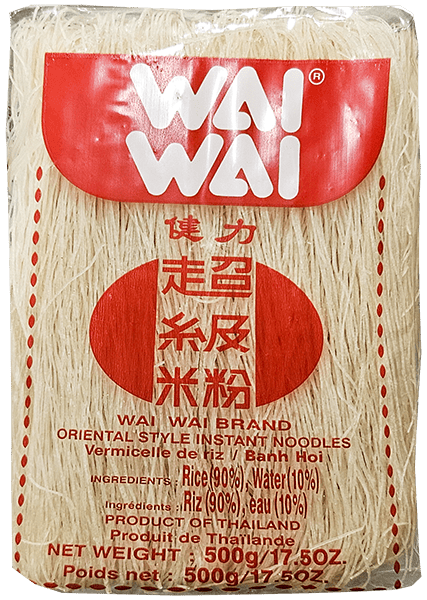 WAI®
WAI
健力
超
級
米粉
WAI WAI BRAND
ORIENTAL STYLE INSTANT NOODLES
Vermicelle de riz / Banh Hoi
INGREDIENTS : Rice(90%), Water(10%)
Ingrédients : Riz(90%), eau(10%)
PRODUCT OF THAILAND
Produit de Thaïlande
NET WEIGHT : 500g/17.5OZ.
Poids net : 500g/17.5OZ.